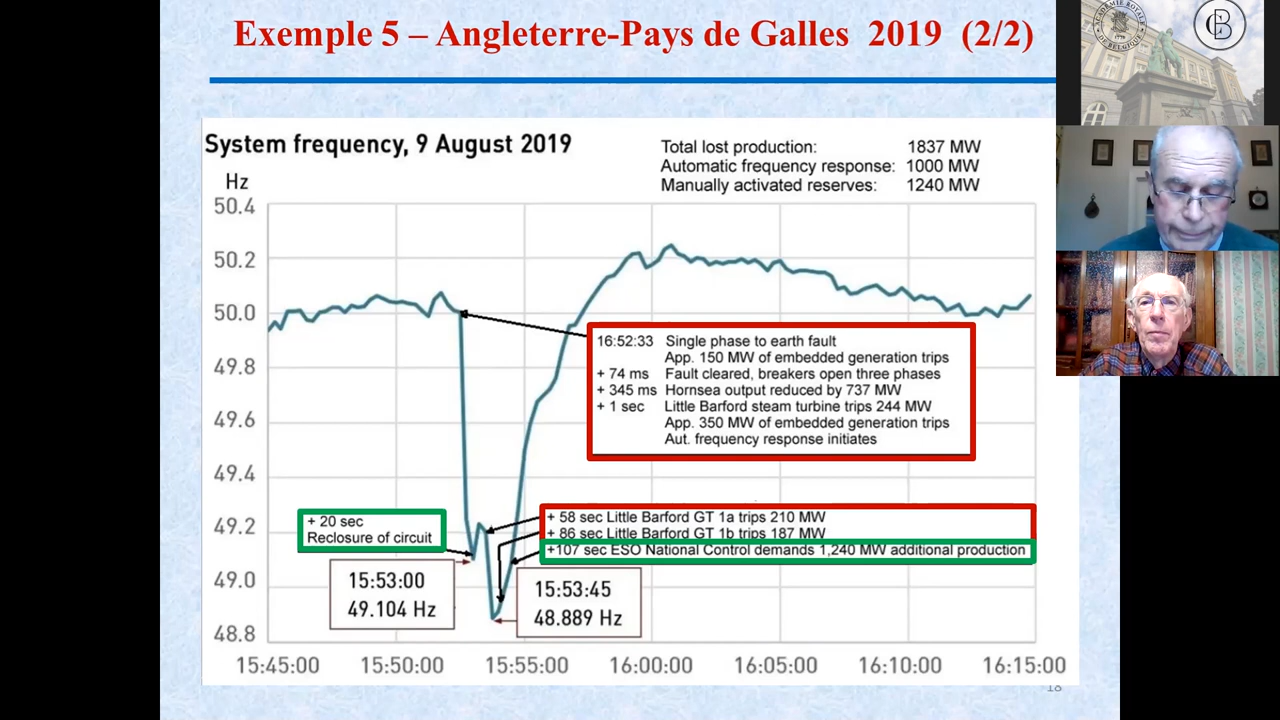 Exemple 5 – Angleterre-Pays de Galles 2019 (2/2)
System frequency, 9 August 2019
Total lost production: 1837 MW
Automatic frequency response: 1000 MW
Manually activated reserves: 1240 MW
Hz
50.4
50.2
50.0
49.8
49.6
49.4
49.2
49.0
48.8
16:52:33 Single phase to earth fault
App. 150 MW of embedded generation trips
+ 74 ms Fault cleared, breakers open three phases
+ 345 ms Hornsea output reduced by 737 MW
+ 1 sec Little Barford steam turbine trips 244 MW
App. 350 MW of embedded generation trips
Aut. frequency response initiates
+ 20 sec
Reclosure of circuit
+ 58 sec Little Barford GT 1a trips 210 MW
+ 86 sec Little Barford GT 1b trips 187 MW
+107 sec ESO National Control demands 1,240 MW additional production
15:53:00
49.104 Hz
15:53:45
48.889 Hz
15:45:00 15:50:00 15:55:00 16:00:00 16:05:00 16:10:00 16:15:00
18
ACADÉMIE ROYALE
DE BELGIQUE